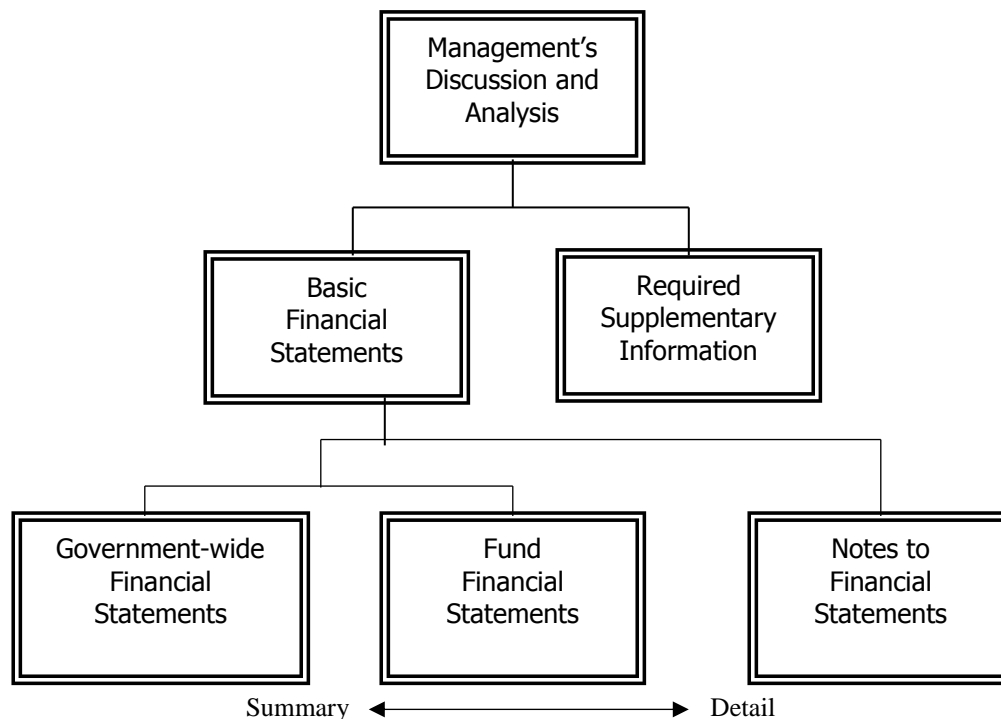 Management’s
Discussion and
Analysis
Basic
Financial
Statements
Required
Supplementary
Information
Government-wide
Financial
Statements
Fund
Financial
Statements
Notes to
Financial
Statements
Summary
Detail